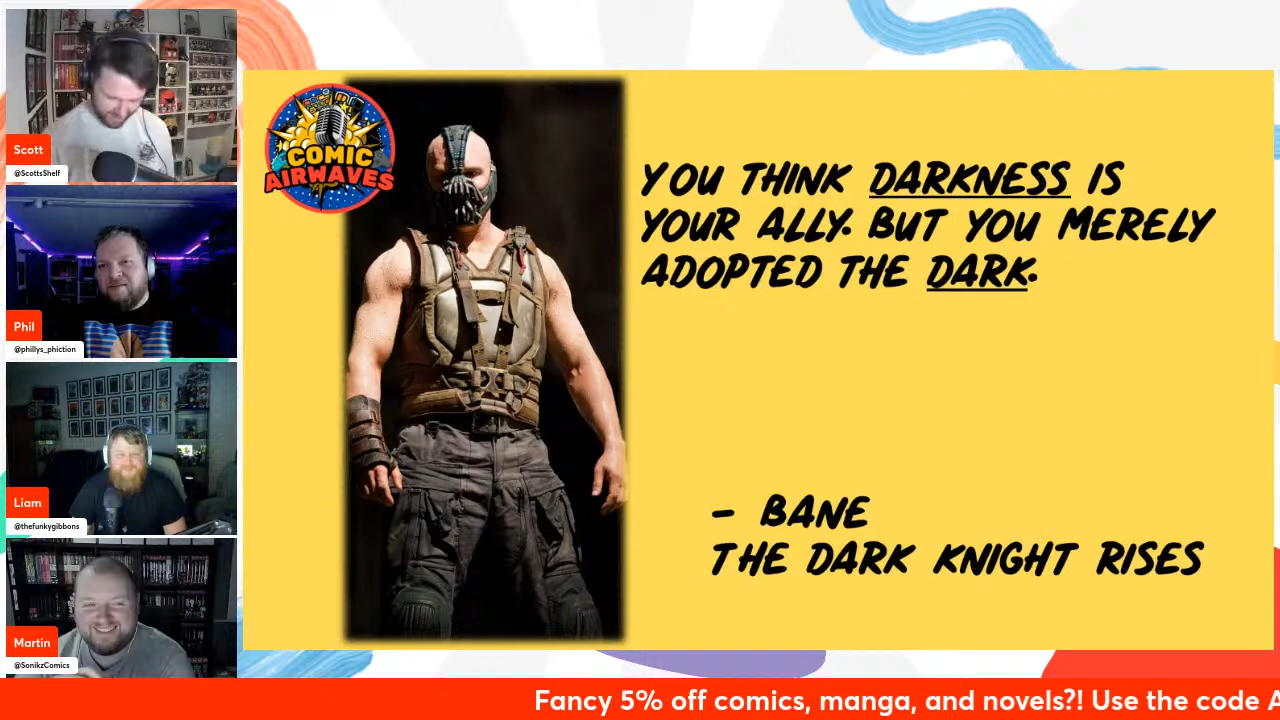 Scott
@ScottsShelf
Phil
@phillys_phiction
Liam
@thefunkygibbons
Martin
@SonikzComics
COMIC
AIRWAVES
YOU THINK DARKNESS IS
YOUR ALLY. BUT YOU MERELY
ADOPTED THE DARK.
- BANE
THE DARK KNIGHT RISES
Fancy 5% off comics, manga, and novels?! Use the code A